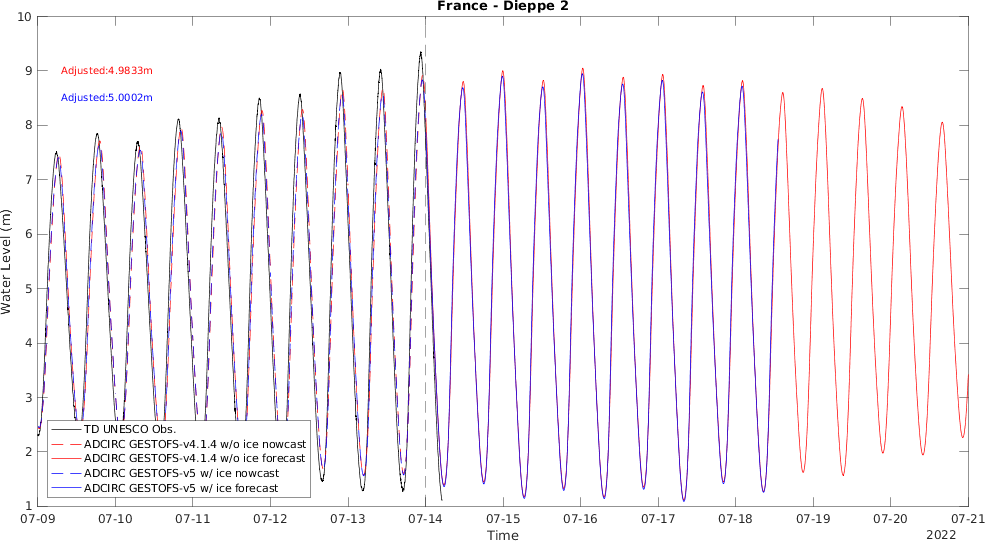 France - Dieppe 2
10
9
8
7
6
5
4
3
2
1
Water Level (m)
Adjusted:4.9833m
Adjusted:5.0002m
TD UNESCO Obs.
ADCIRC GESTOFS-v4.1.4 w/o ice nowcast
ADCIRC GESTOFS-v4.1.4 w/o ice forecast
ADCIRC GESTOFS-v5 w/ ice nowcast
ADCIRC GESTOFS-v5 w/ ice forecast
07-09 07-10 07-11 07-12 07-13 07-14 07-15 07-16 07-17 07-18 07-19 07-20 07-21
Time
2022